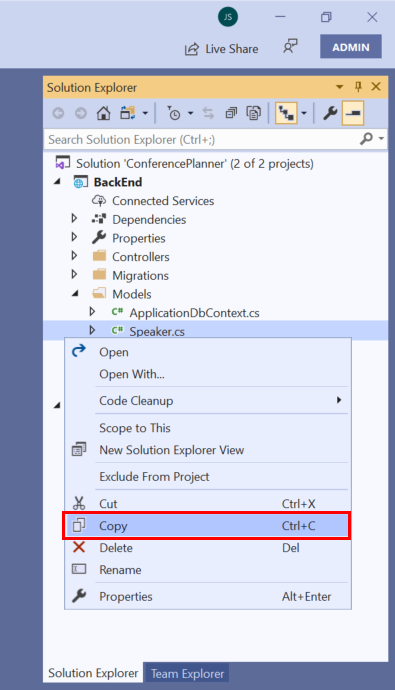 JS
Live Share
ADMIN
Solution Explorer
Search Solution Explorer (Ctrl+;)
Solution 'ConferencePlanner' (2 of 2 projects)
BackEnd
Connected Services
Dependencies
Properties
Controllers
Migrations
Models
C# ApplicationDbContext.cs
C# Speaker.cs
Open
Open With...
Code Cleanup
Scope to This
New Solution Explorer View
Exclude From Project
Cut Ctrl+X
Copy Ctrl+C
Delete Del
Rename
Properties Alt+Enter
Solution Explorer Team Explorer